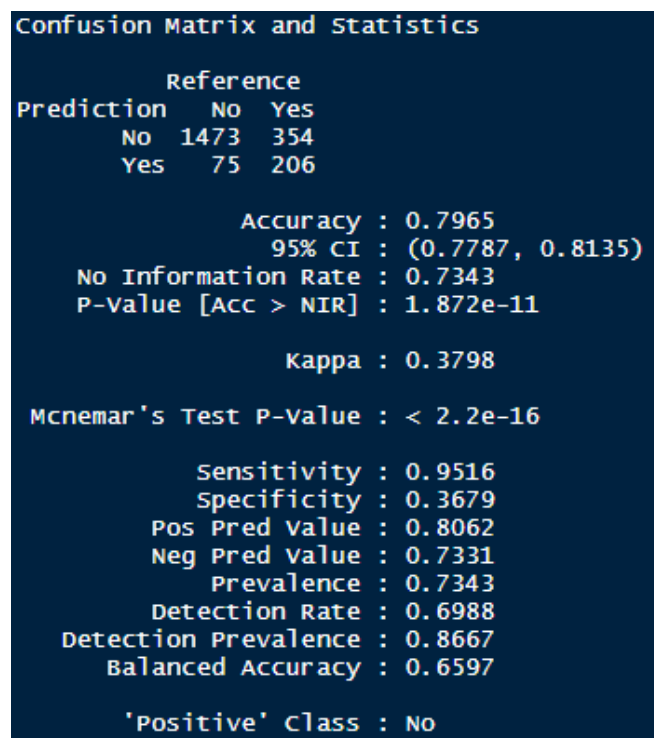 Confusion Matrix and Statistics
Reference
Prediction No Yes
No 1473 354
Yes 75 206
Accuracy : 0.7965
95% CI : (0.7787, 0.8135)
No Information Rate : 0.7343
P-Value [Acc > NIR] : 1.872e-11
Kappa : 0.3798
Mcnemar's Test P-Value : < 2.2e-16
Sensitivity : 0.9516
Specificity : 0.3679
Pos Pred Value : 0.8062
Neg Pred Value : 0.7331
Prevalence : 0.7343
Detection Rate : 0.6988
Detection Prevalence : 0.8667
Balanced Accuracy : 0.6597
'Positive' Class : No